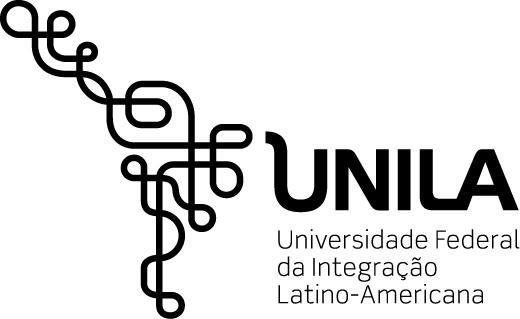 UNILA
Universidade Federal
da Integração
Latino-Americana